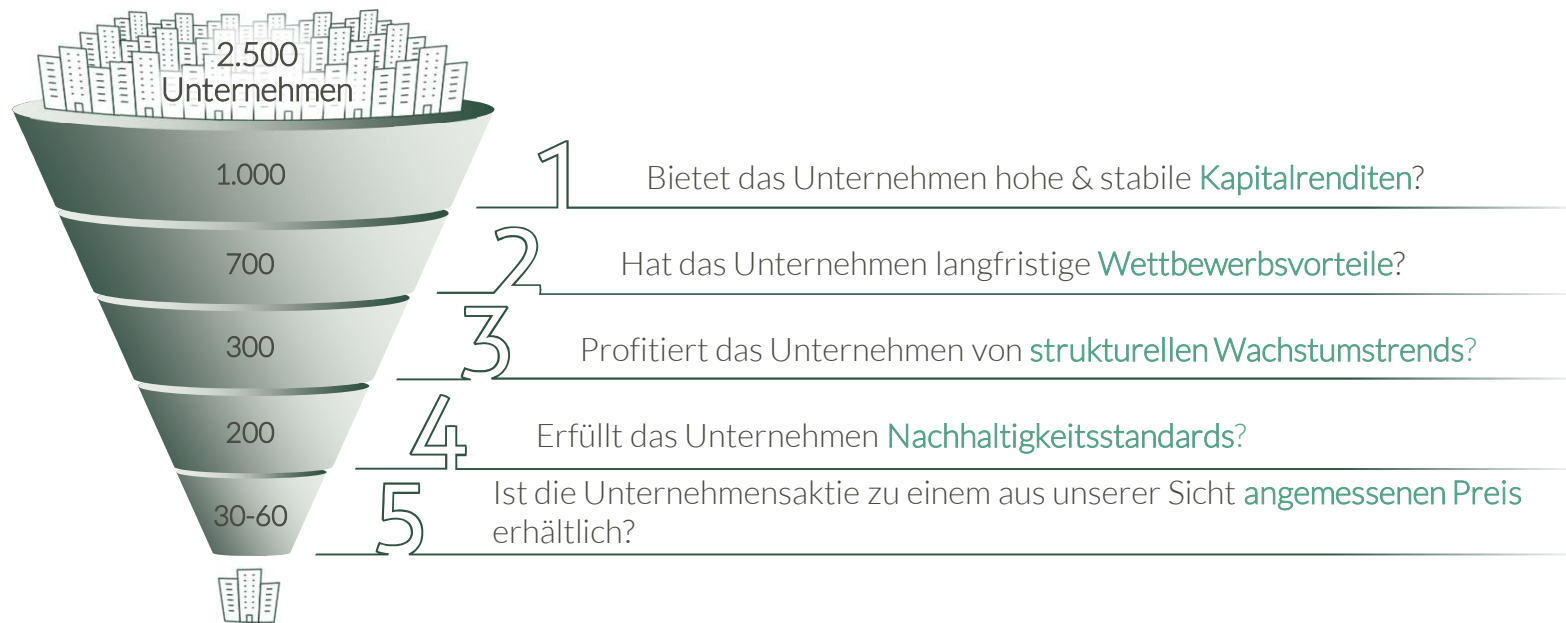 2.500
Unternehmen
1.000
1
Bietet das Unternehmen hohe & stabile Kapitalrenditen?
700
2
Hat das Unternehmen langfristige Wettbewerbsvorteile?
300
3
Profitiert das Unternehmen von strukturellen Wachstumstrends?
200
4
Erfüllt das Unternehmen Nachhaltigkeitsstandards?
30-60
5
Ist die Unternehmensaktie zu einem aus unserer Sicht angemessenen Preis
erhältlich?